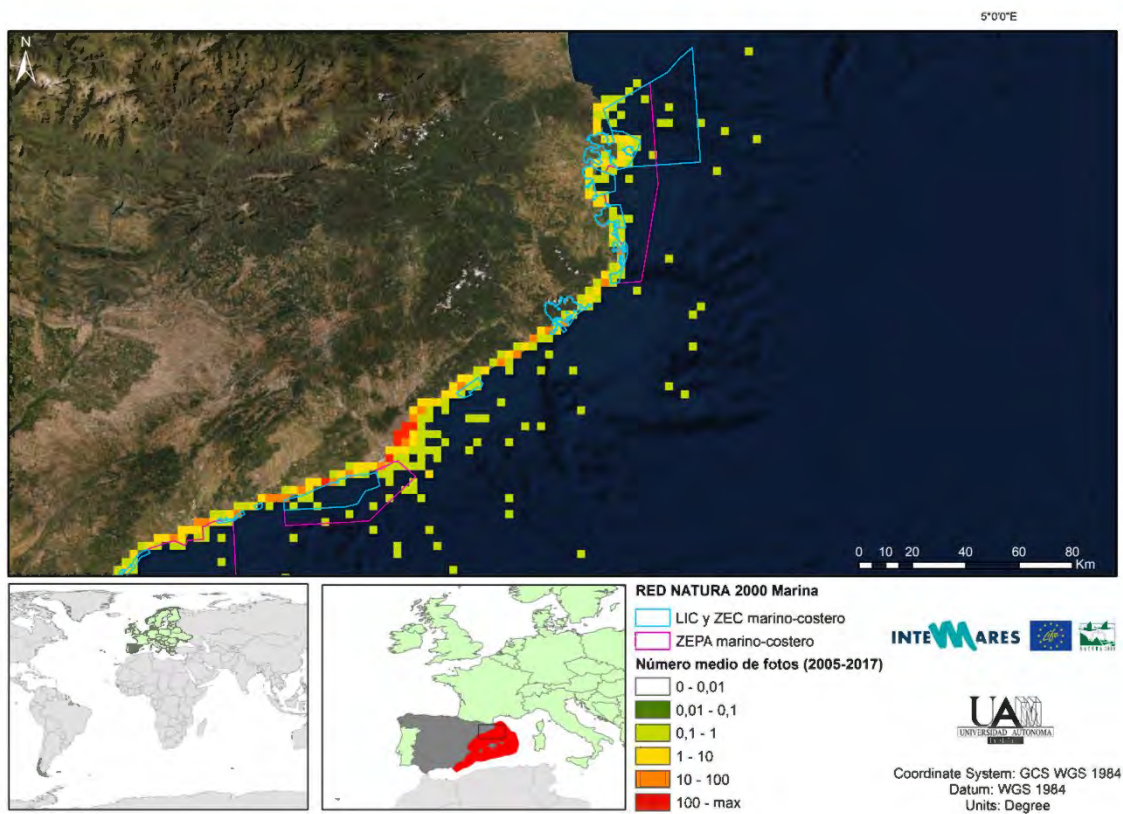 5°0'0"E
N
0 10 20 40 60 80
Km
RED NATURA 2000 Marina
LIC y ZEC marino-costero
ZEPA marino-costero
Número medio de fotos (2005-2017)
0 - 0,01
0,01 - 0,1
0,1 - 1
1 - 10
10 - 100
100 - max
INTEMARES
life
UAM
UNIVERSIDAD AUTONOMA
Coordinate System: GCS WGS 1984
Datum: WGS 1984
Units: Degree